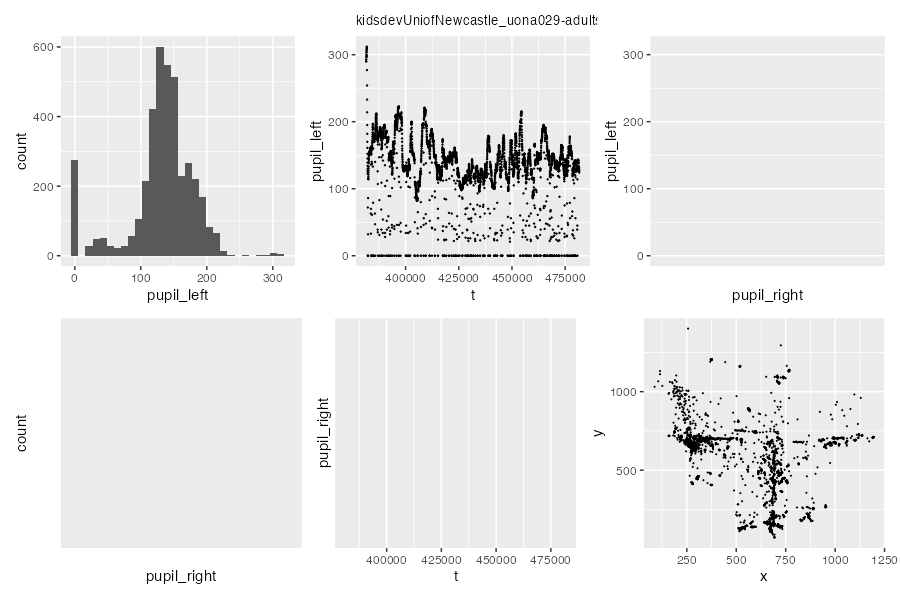 kidsdevUniofNewcastle_uona029-adults
600
400
200
0
count
0 100 200 300
pupil_left
300
200
100
0
pupil_left
400000 425000 450000 475000
t
300
200
100
0
pupil_left
pupil_right
count
pupil_right
pupil_right
400000 425000 450000 475000
t
1000
500
y
250 500 750 1000 1250
x